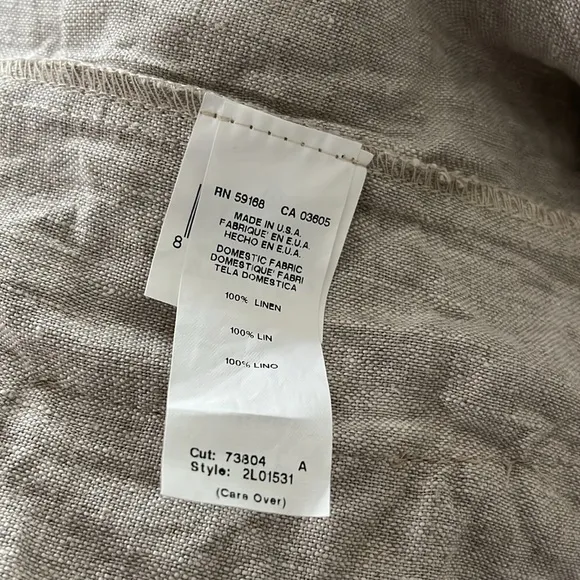 RN 59168 CA 03605
MADE IN U.S.A.
FABRIQUE' EN E.U.A.
HECHO EN E.U.A.
DOMESTIC FABRIC
DOMESTIQUE' FABRI
TELA DOMESTICA
100% LINEN
100% LIN
100% LINO
8
Cut: 73804 A
Style: 2L01531
(Care Over)